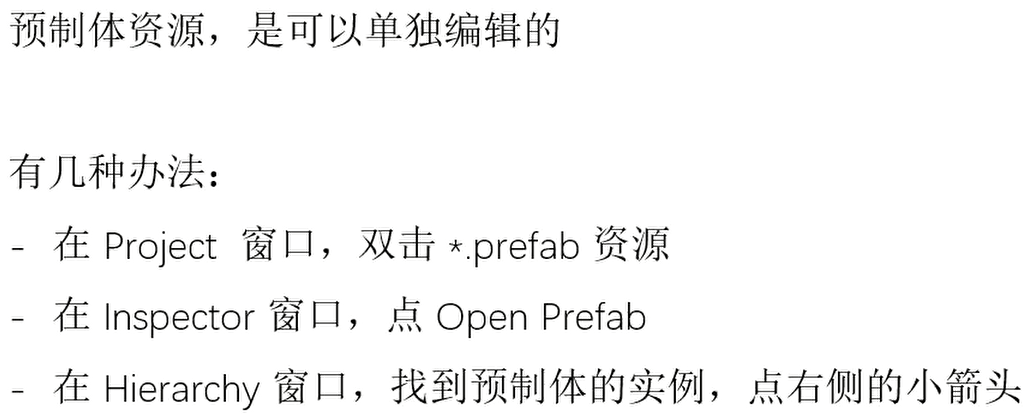 预制体资源，是可以单独编辑的
有几种办法：
- 在 Project 窗口，双击 *.prefab 资源
- 在 Inspector 窗口，点 Open Prefab
- 在 Hierarchy 窗口，找到预制体的实例，点右侧的小箭头